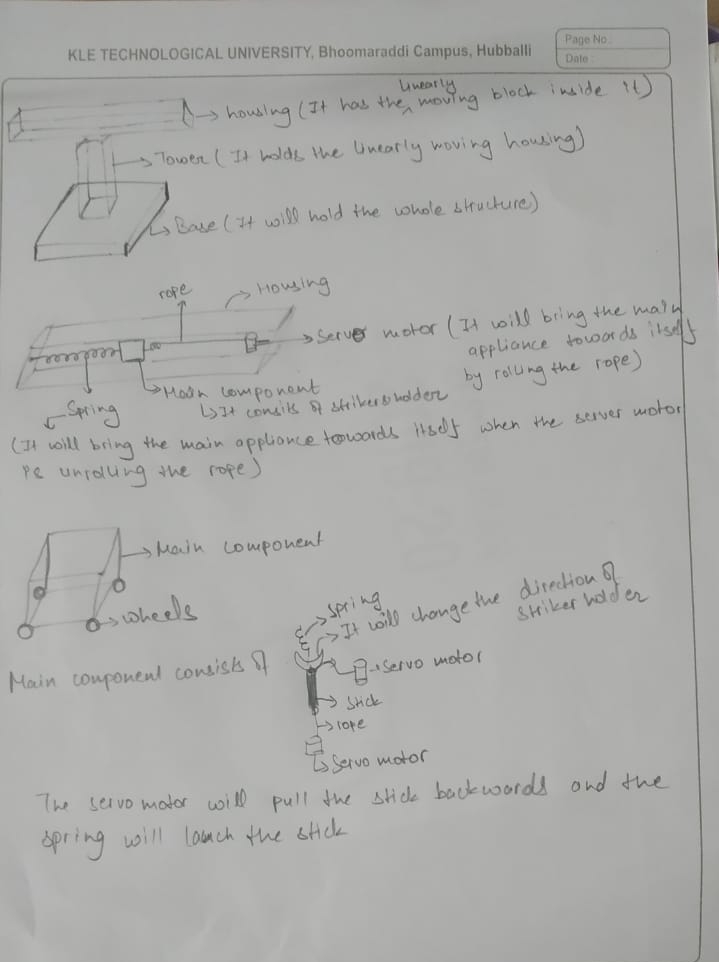 KLE TECHNOLOGICAL UNIVERSITY, Bhoomaraddi Campus, Hubballi
Page No.:
Date :
linearly
housing (It has the ^ moving block inside it)
Tower (It holds the linearly moving housing)
Base (It will hold the whole structure)
rope
Housing
Servo motor (It will bring the main
appliance towards itself
by rolling the rope)
Main component
It consits of striker & holder
Spring
(It will bring the main appliance towards itself when the server motor
is unrolling the rope)
Main component
wheels
Main component consists of
spring
It will change the direction of
striker holder
servo motor
stick
rope
Servo motor
The servo motor will pull the stick backwards and the
spring will lanch the stick